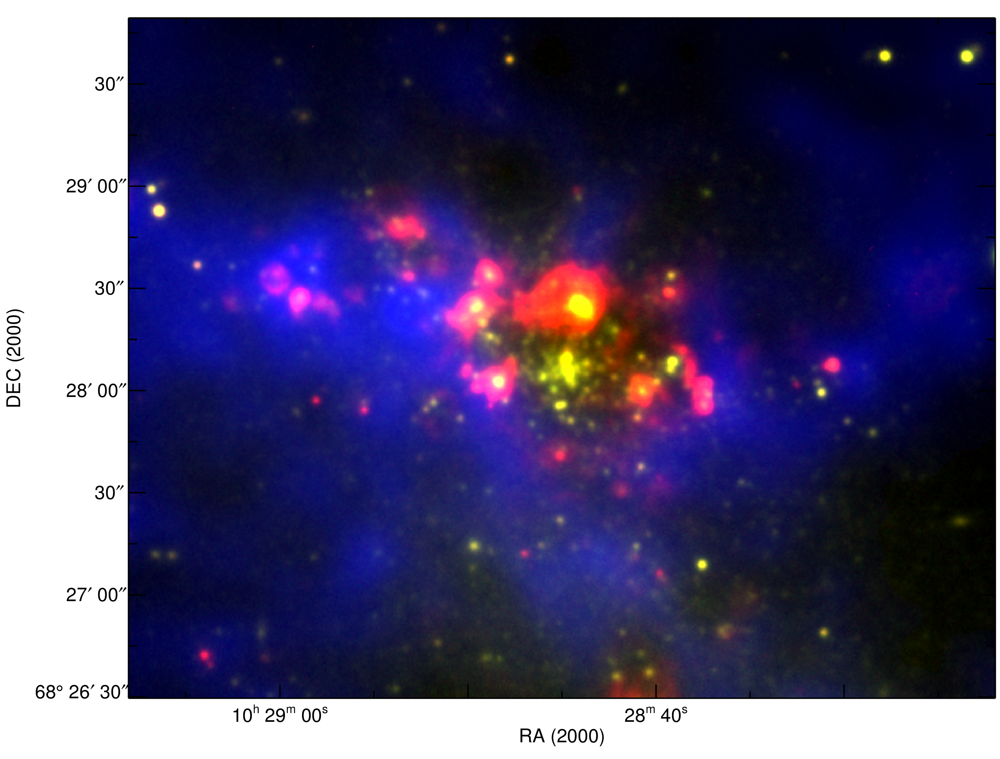 30″
29′ 00″
30″
28′ 00″
30″
27′ 00″
68° 26′ 30″
DEC (2000)
10ʰ 29ᵐ 00ˢ
28ᵐ 40ˢ
RA (2000)